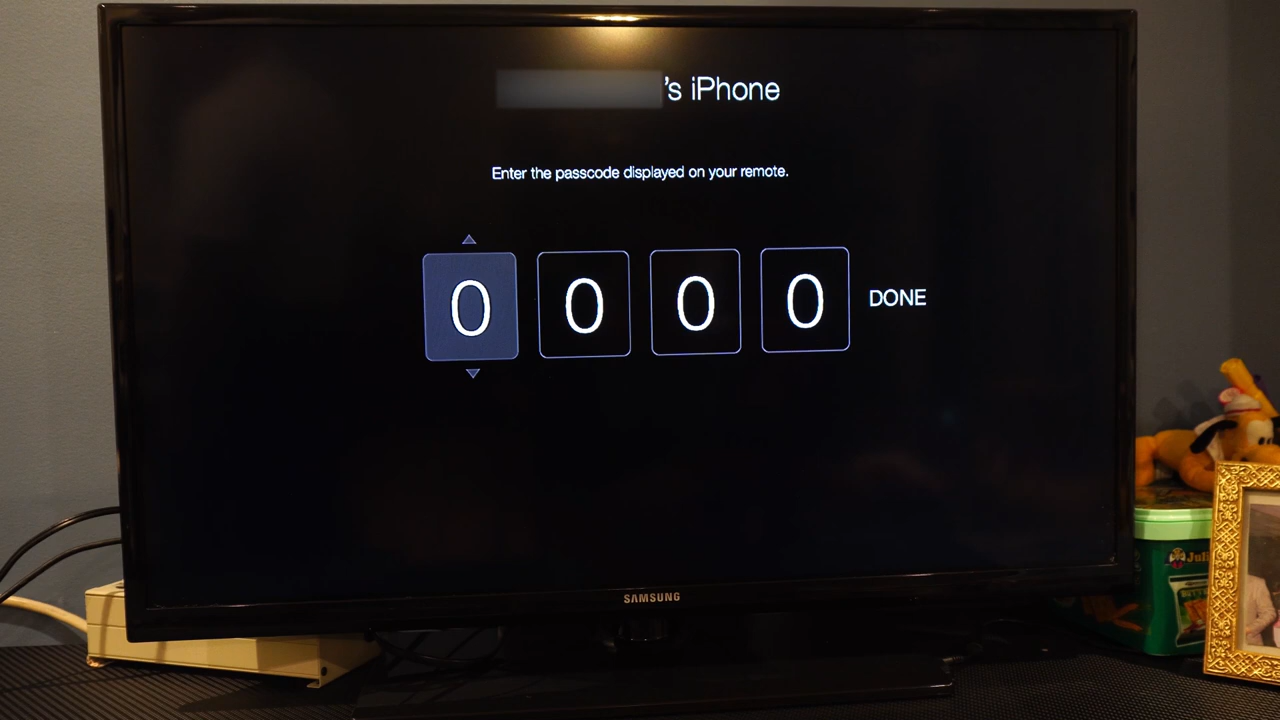 's iPhone
Enter the passcode displayed on your remote.
0 0 0 0 DONE
SAMSUNG